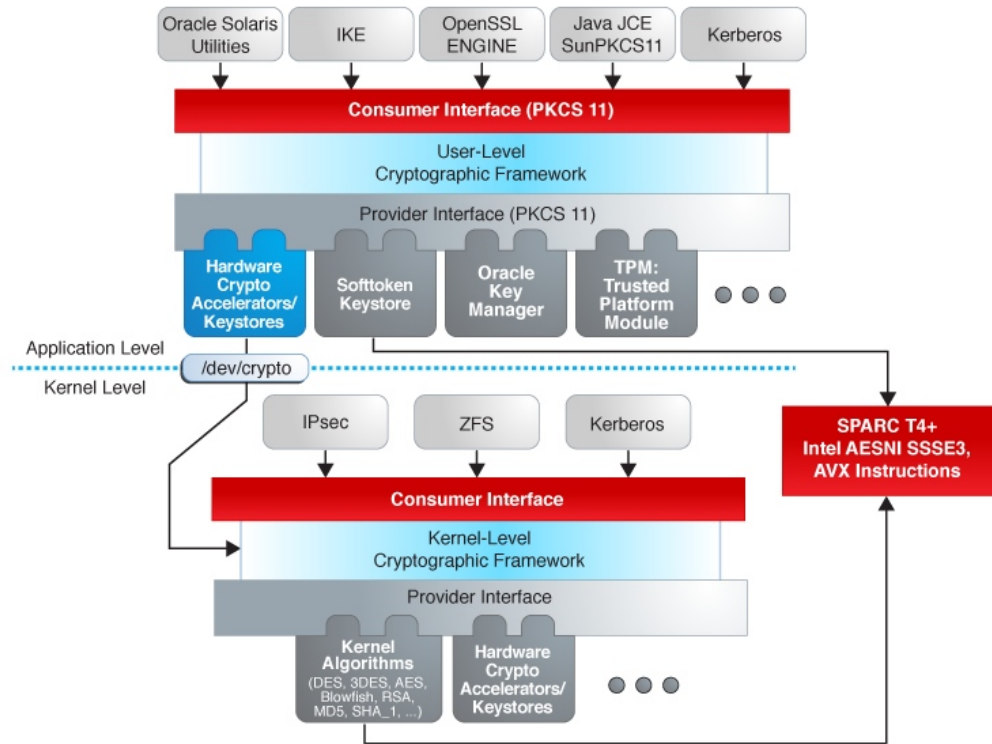 Oracle Solaris
Utilities
IKE
OpenSSL
ENGINE
Java JCE
SunPKCS11
Kerberos
Consumer Interface (PKCS 11)
User-Level
Cryptographic Framework
Provider Interface (PKCS 11)
Hardware
Crypto
Accelerators/
Keystores
Softtoken
Keystore
Oracle
Key
Manager
TPM:
Trusted
Platform
Module
Application Level
/dev/crypto
Kernel Level
IPsec
ZFS
Kerberos
SPARC T4+
Intel AESNI SSSE3,
AVX Instructions
Consumer Interface
Kernel-Level
Cryptographic Framework
Provider Interface
Kernel
Algorithms
(DES, 3DES, AES,
Blowfish, RSA,
MD5, SHA_1, ...)
Hardware
Crypto
Accelerators/
Keystores